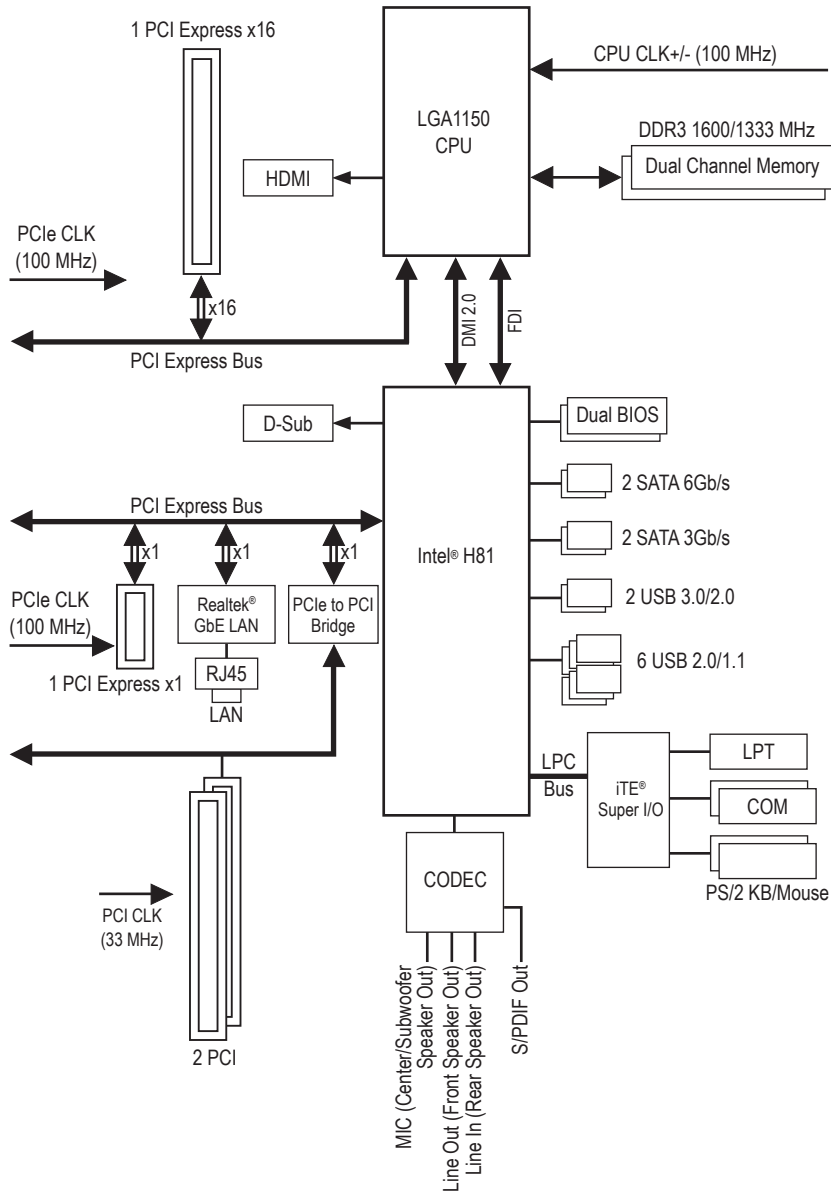 1 PCI Express x16
CPU CLK+/- (100 MHz)
LGA1150
CPU
DDR3 1600/1333 MHz
Dual Channel Memory
HDMI
PCIe CLK
(100 MHz)
x16
DMI 2.0
FDI
PCI Express Bus
D-Sub
Dual BIOS
2 SATA 6Gb/s
PCI Express Bus
x1
x1
x1
Intel® H81
2 SATA 3Gb/s
PCIe CLK
(100 MHz)
Realtek®
GbE LAN
PCIe to PCI
Bridge
2 USB 3.0/2.0
RJ45
1 PCI Express x1
LAN
6 USB 2.0/1.1
LPC
Bus
iTE®
Super I/O
LPT
COM
PS/2 KB/Mouse
CODEC
PCI CLK
(33 MHz)
2 PCI
MIC (Center/Subwoofer
Speaker Out)
Line Out (Front Speaker Out)
Line In (Rear Speaker Out)
S/PDIF Out